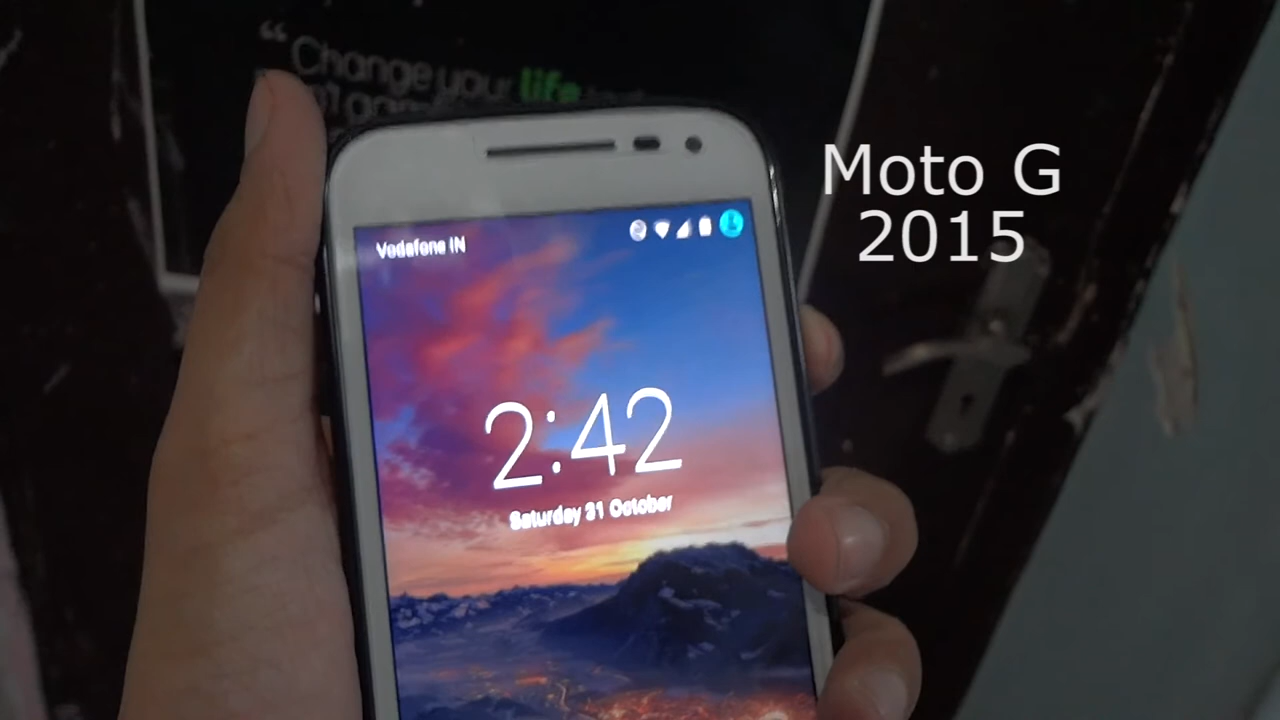 “Change your life
Moto G
2015
Vodafone IN
2:42
Saturday 31 October